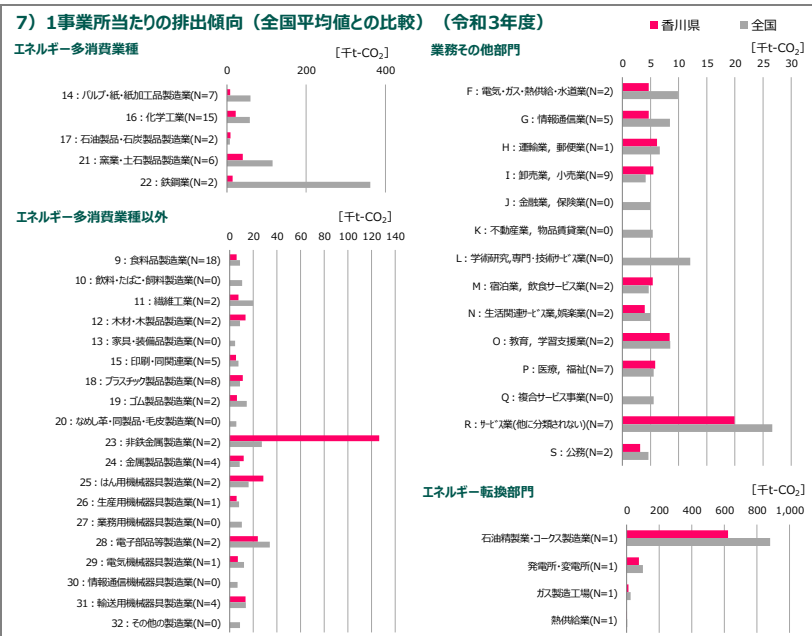 7）1事業所当たりの排出傾向（全国平均値との比較）（令和3年度）
香川県 全国
エネルギー多消費業種
[千t-CO2]
0 200 400
14：パルプ・紙・紙加工品製造業(N=7)
16：化学工業(N=15)
17：石油製品・石炭製品製造業(N=2)
21：窯業・土石製品製造業(N=6)
22：鉄鋼業(N=2)
エネルギー多消費業種以外
[千t-CO2]
0 20 40 60 80 100 120 140
9：食料品製造業(N=18)
10：飲料・たばこ・飼料製造業(N=0)
11：繊維工業(N=2)
12：木材・木製品製造業(N=2)
13：家具・装備品製造業(N=0)
15：印刷・同関連業(N=5)
18：プラスチック製品製造業(N=8)
19：ゴム製品製造業(N=2)
20：なめし革・同製品・毛皮製造業(N=0)
23：非鉄金属製造業(N=2)
24：金属製品製造業(N=4)
25：はん用機械器具製造業(N=2)
26：生産用機械器具製造業(N=1)
27：業務用機械器具製造業(N=0)
28：電子部品等製造業(N=2)
29：電気機械器具製造業(N=1)
30：情報通信機械器具製造業(N=0)
31：輸送用機械器具製造業(N=4)
32：その他の製造業(N=0)
業務その他部門
[千t-CO2]
0 5 10 15 20 25 30
F：電気・ガス・熱供給・水道業(N=2)
G：情報通信業(N=5)
H：運輸業，郵便業(N=1)
I：卸売業，小売業(N=9)
J：金融業，保険業(N=0)
K：不動産業，物品賃貸業(N=0)
L：学術研究,専門・技術ｻｰﾋﾞｽ業(N=0)
M：宿泊業，飲食サービス業(N=2)
N：生活関連ｻｰﾋﾞｽ業,娯楽業(N=2)
O：教育，学習支援業(N=2)
P：医療，福祉(N=7)
Q：複合サービス事業(N=0)
R：ｻｰﾋﾞｽ業(他に分類されない)(N=7)
S：公務(N=2)
エネルギー転換部門
[千t-CO2]
0 200 400 600 800 1,000
石油精製業・コークス製造業(N=1)
発電所・変電所(N=1)
ガス製造工場(N=1)
熱供給業(N=1)